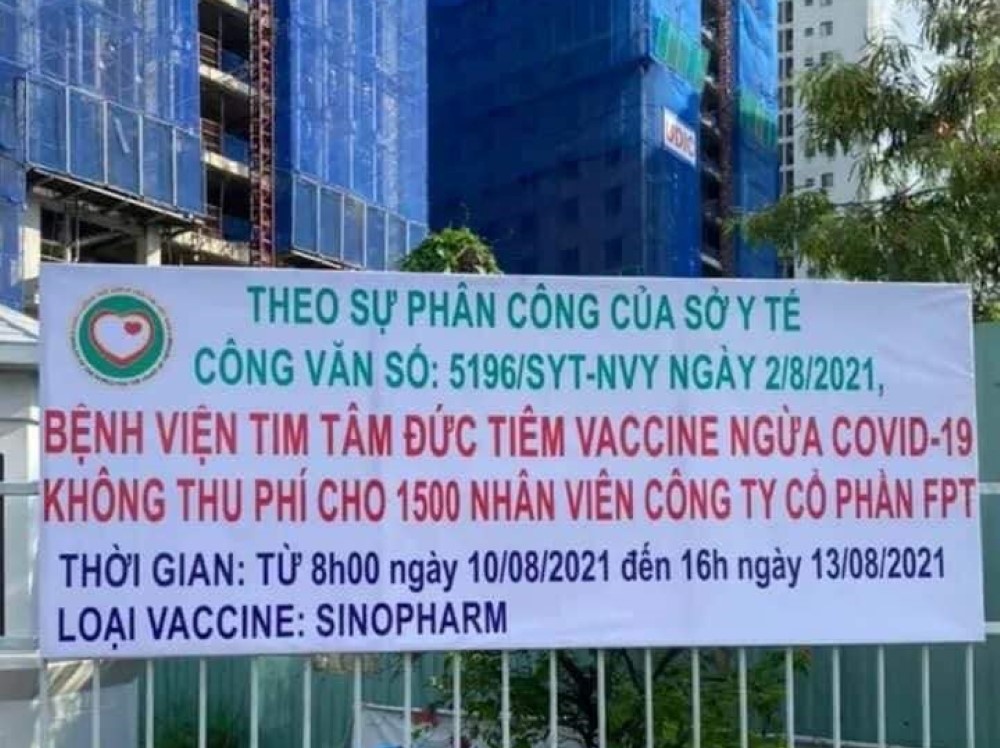 UDIC
THEO SỰ PHÂN CÔNG CỦA SỞ Y TẾ
CÔNG VĂN SỐ: 5196/SYT-NVY NGÀY 2/8/2021,
BỆNH VIỆN TIM TÂM ĐỨC TIÊM VACCINE NGỪA COVID-19
KHÔNG THU PHÍ CHO 1500 NHÂN VIÊN CÔNG TY CỔ PHẦN FPT
THỜI GIAN: TỪ 8h00 ngày 10/08/2021 đến 16h ngày 13/08/2021
LOẠI VACCINE: SINOPHARM